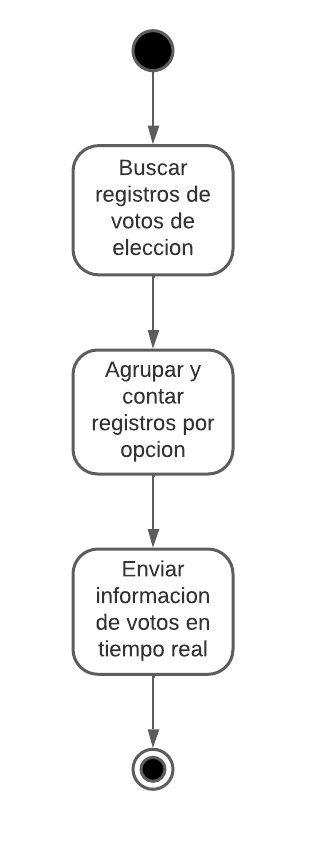 Buscar
registros de
votos de
eleccion
Agrupar y
contar
registros por
opcion
Enviar
informacion
de votos en
tiempo real